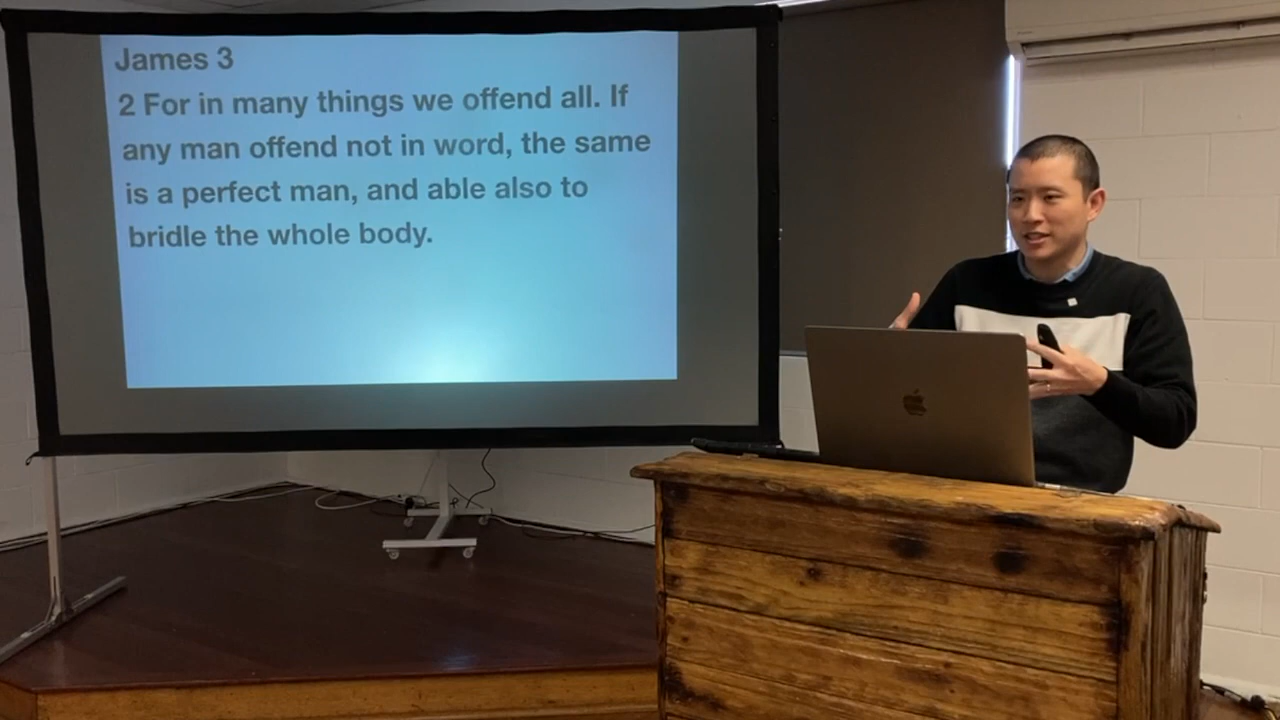 James 3
2 For in many things we offend all. If
any man offend not in word, the same
is a perfect man, and able also to
bridle the whole body.